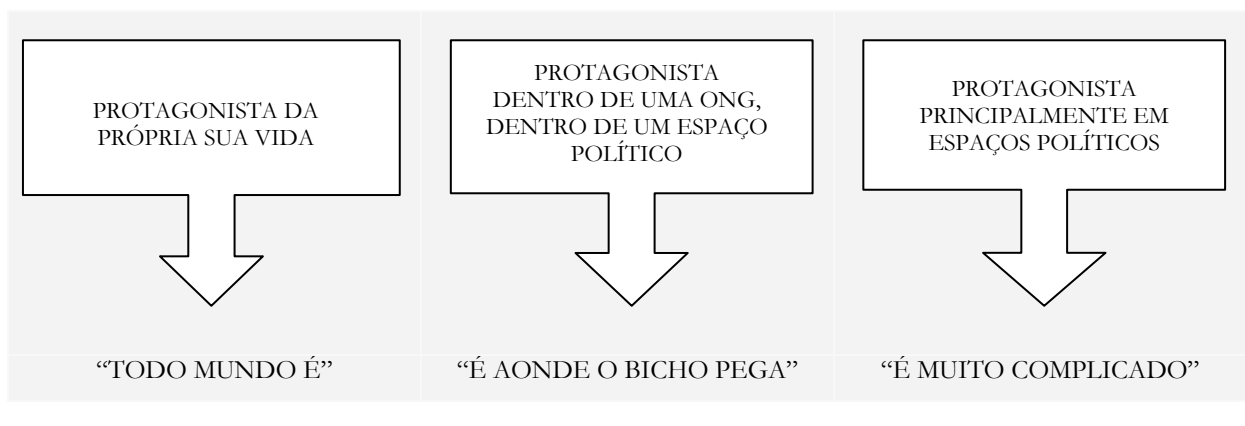 PROTAGONISTA DA
PRÓPRIA SUA VIDA
PROTAGONISTA
DENTRO DE UMA ONG,
DENTRO DE UM ESPAÇO
POLÍTICO
PROTAGONISTA
PRINCIPALMENTE EM
ESPAÇOS POLÍTICOS
“TODO MUNDO É”
“É AONDE O BICHO PEGA”
“É MUITO COMPLICADO”